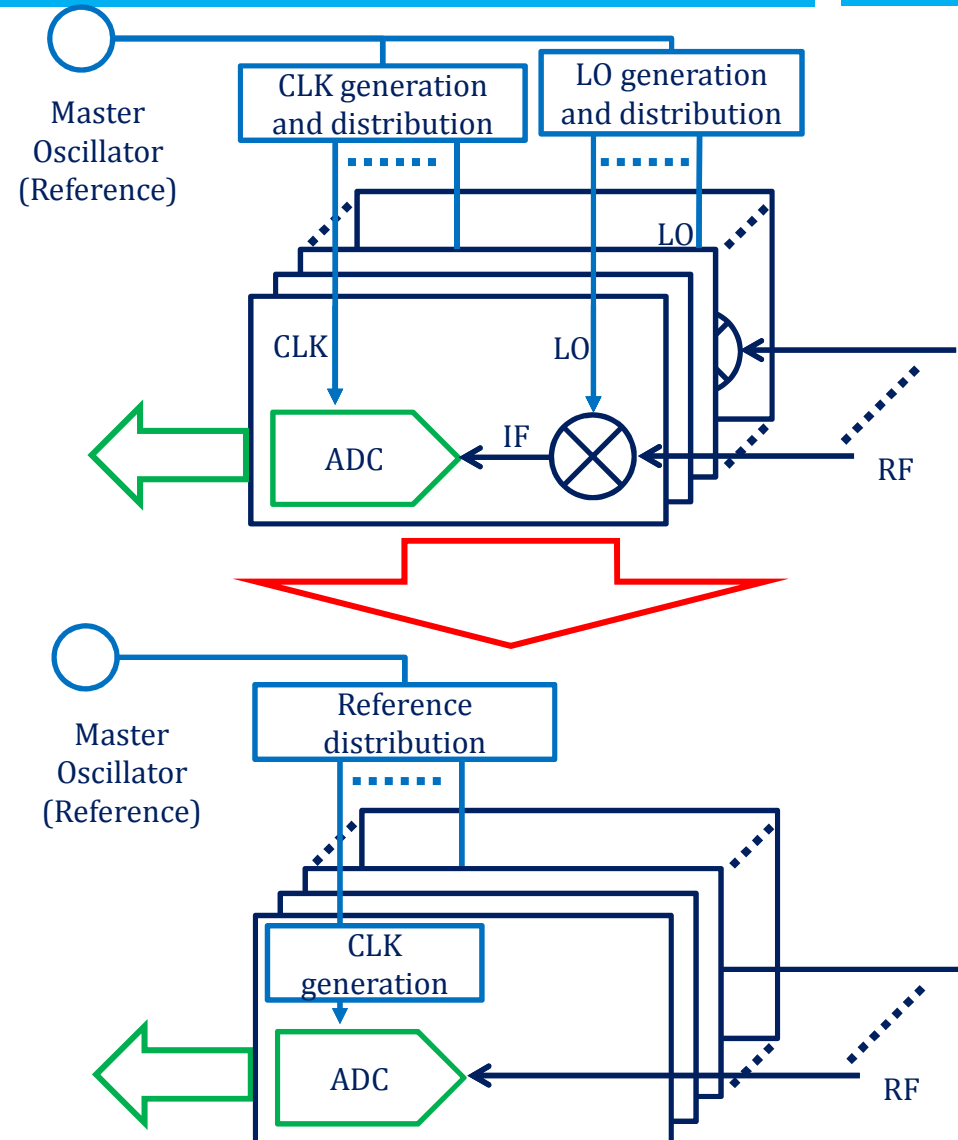 CLK generation
and distribution
LO generation
and distribution
Master
Oscillator
(Reference)
LO
CLK
LO
ADC
IF
RF
Reference
distribution
Master
Oscillator
(Reference)
CLK
generation
ADC
RF